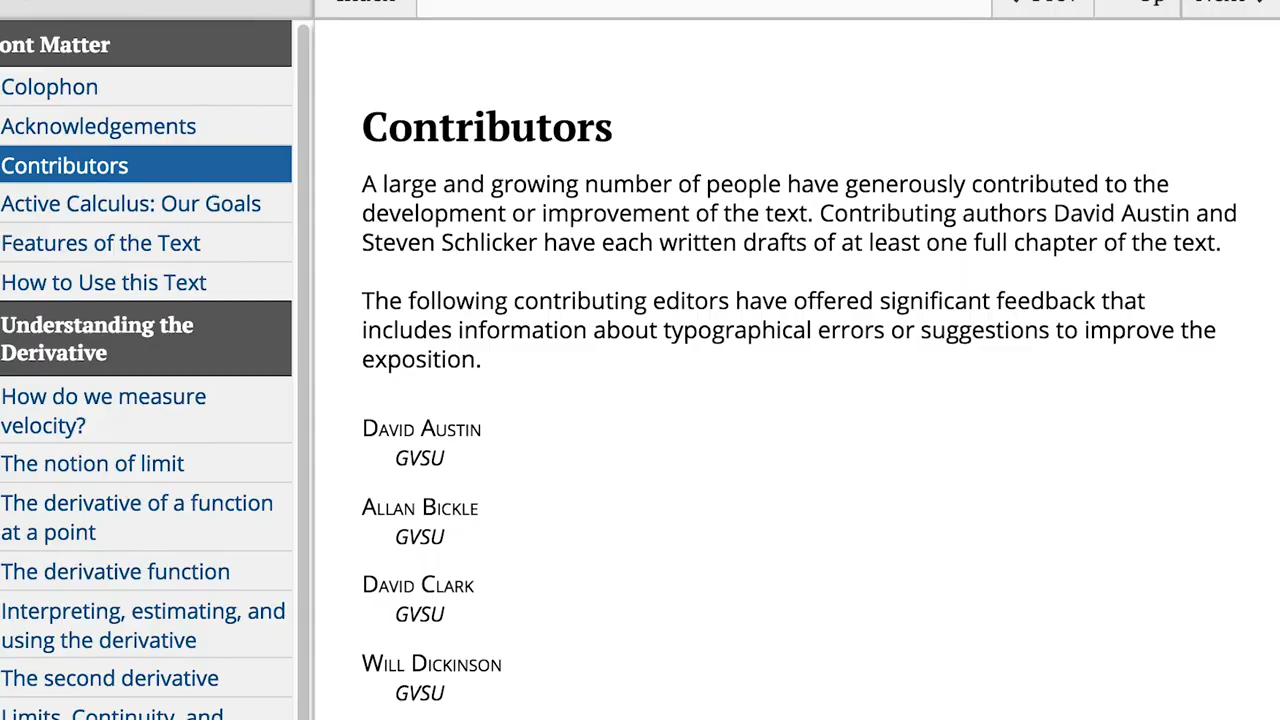 ont Matter
Colophon
Acknowledgements
Contributors
Active Calculus: Our Goals
Features of the Text
How to Use this Text
Understanding the
Derivative
How do we measure
velocity?
The notion of limit
The derivative of a function
at a point
The derivative function
Interpreting, estimating, and
using the derivative
The second derivative
Limits, Continuity, and
Contributors
A large and growing number of people have generously contributed to the
development or improvement of the text. Contributing authors David Austin and
Steven Schlicker have each written drafts of at least one full chapter of the text.
The following contributing editors have offered significant feedback that
includes information about typographical errors or suggestions to improve the
exposition.
David Austin
GVSU
Allan Bickle
GVSU
David Clark
GVSU
Will Dickinson
GVSU